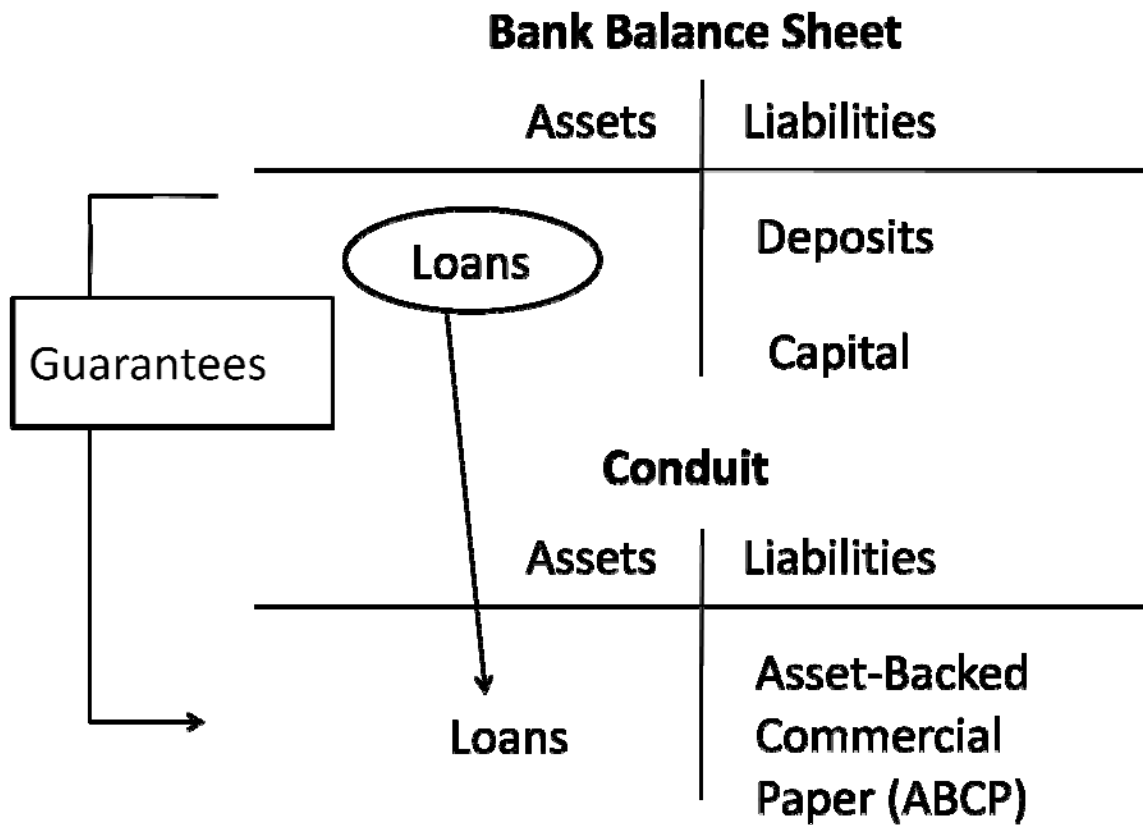 Bank Balance Sheet
Assets Liabilities
Loans Deposits
Guarantees Capital
Conduit
Assets Liabilities
Loans Asset-Backed
Commercial
Paper (ABCP)